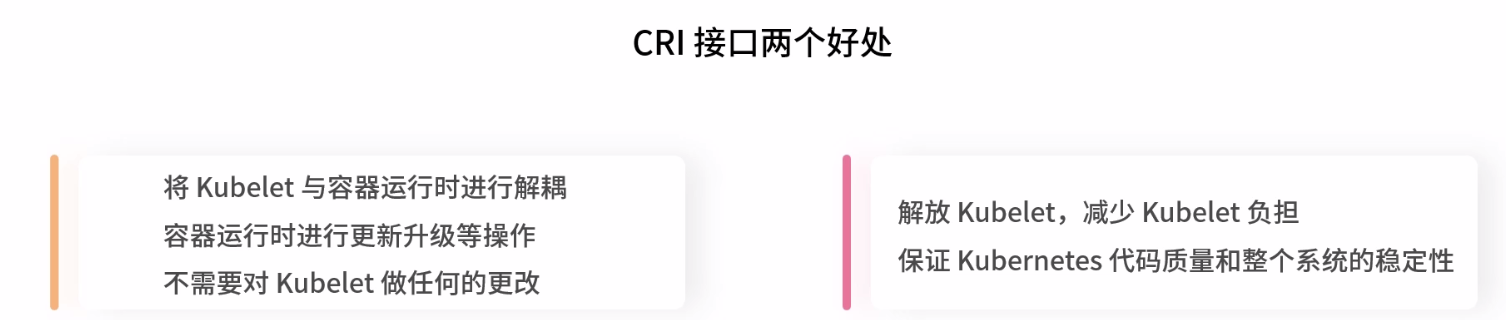 CRI 接口两个好处
将 Kubelet 与容器运行时进行解耦
容器运行时进行更新升级等操作
不需要对 Kubelet 做任何的更改
解放 Kubelet，减少 Kubelet 负担
保证 Kubernetes 代码质量和整个系统的稳定性